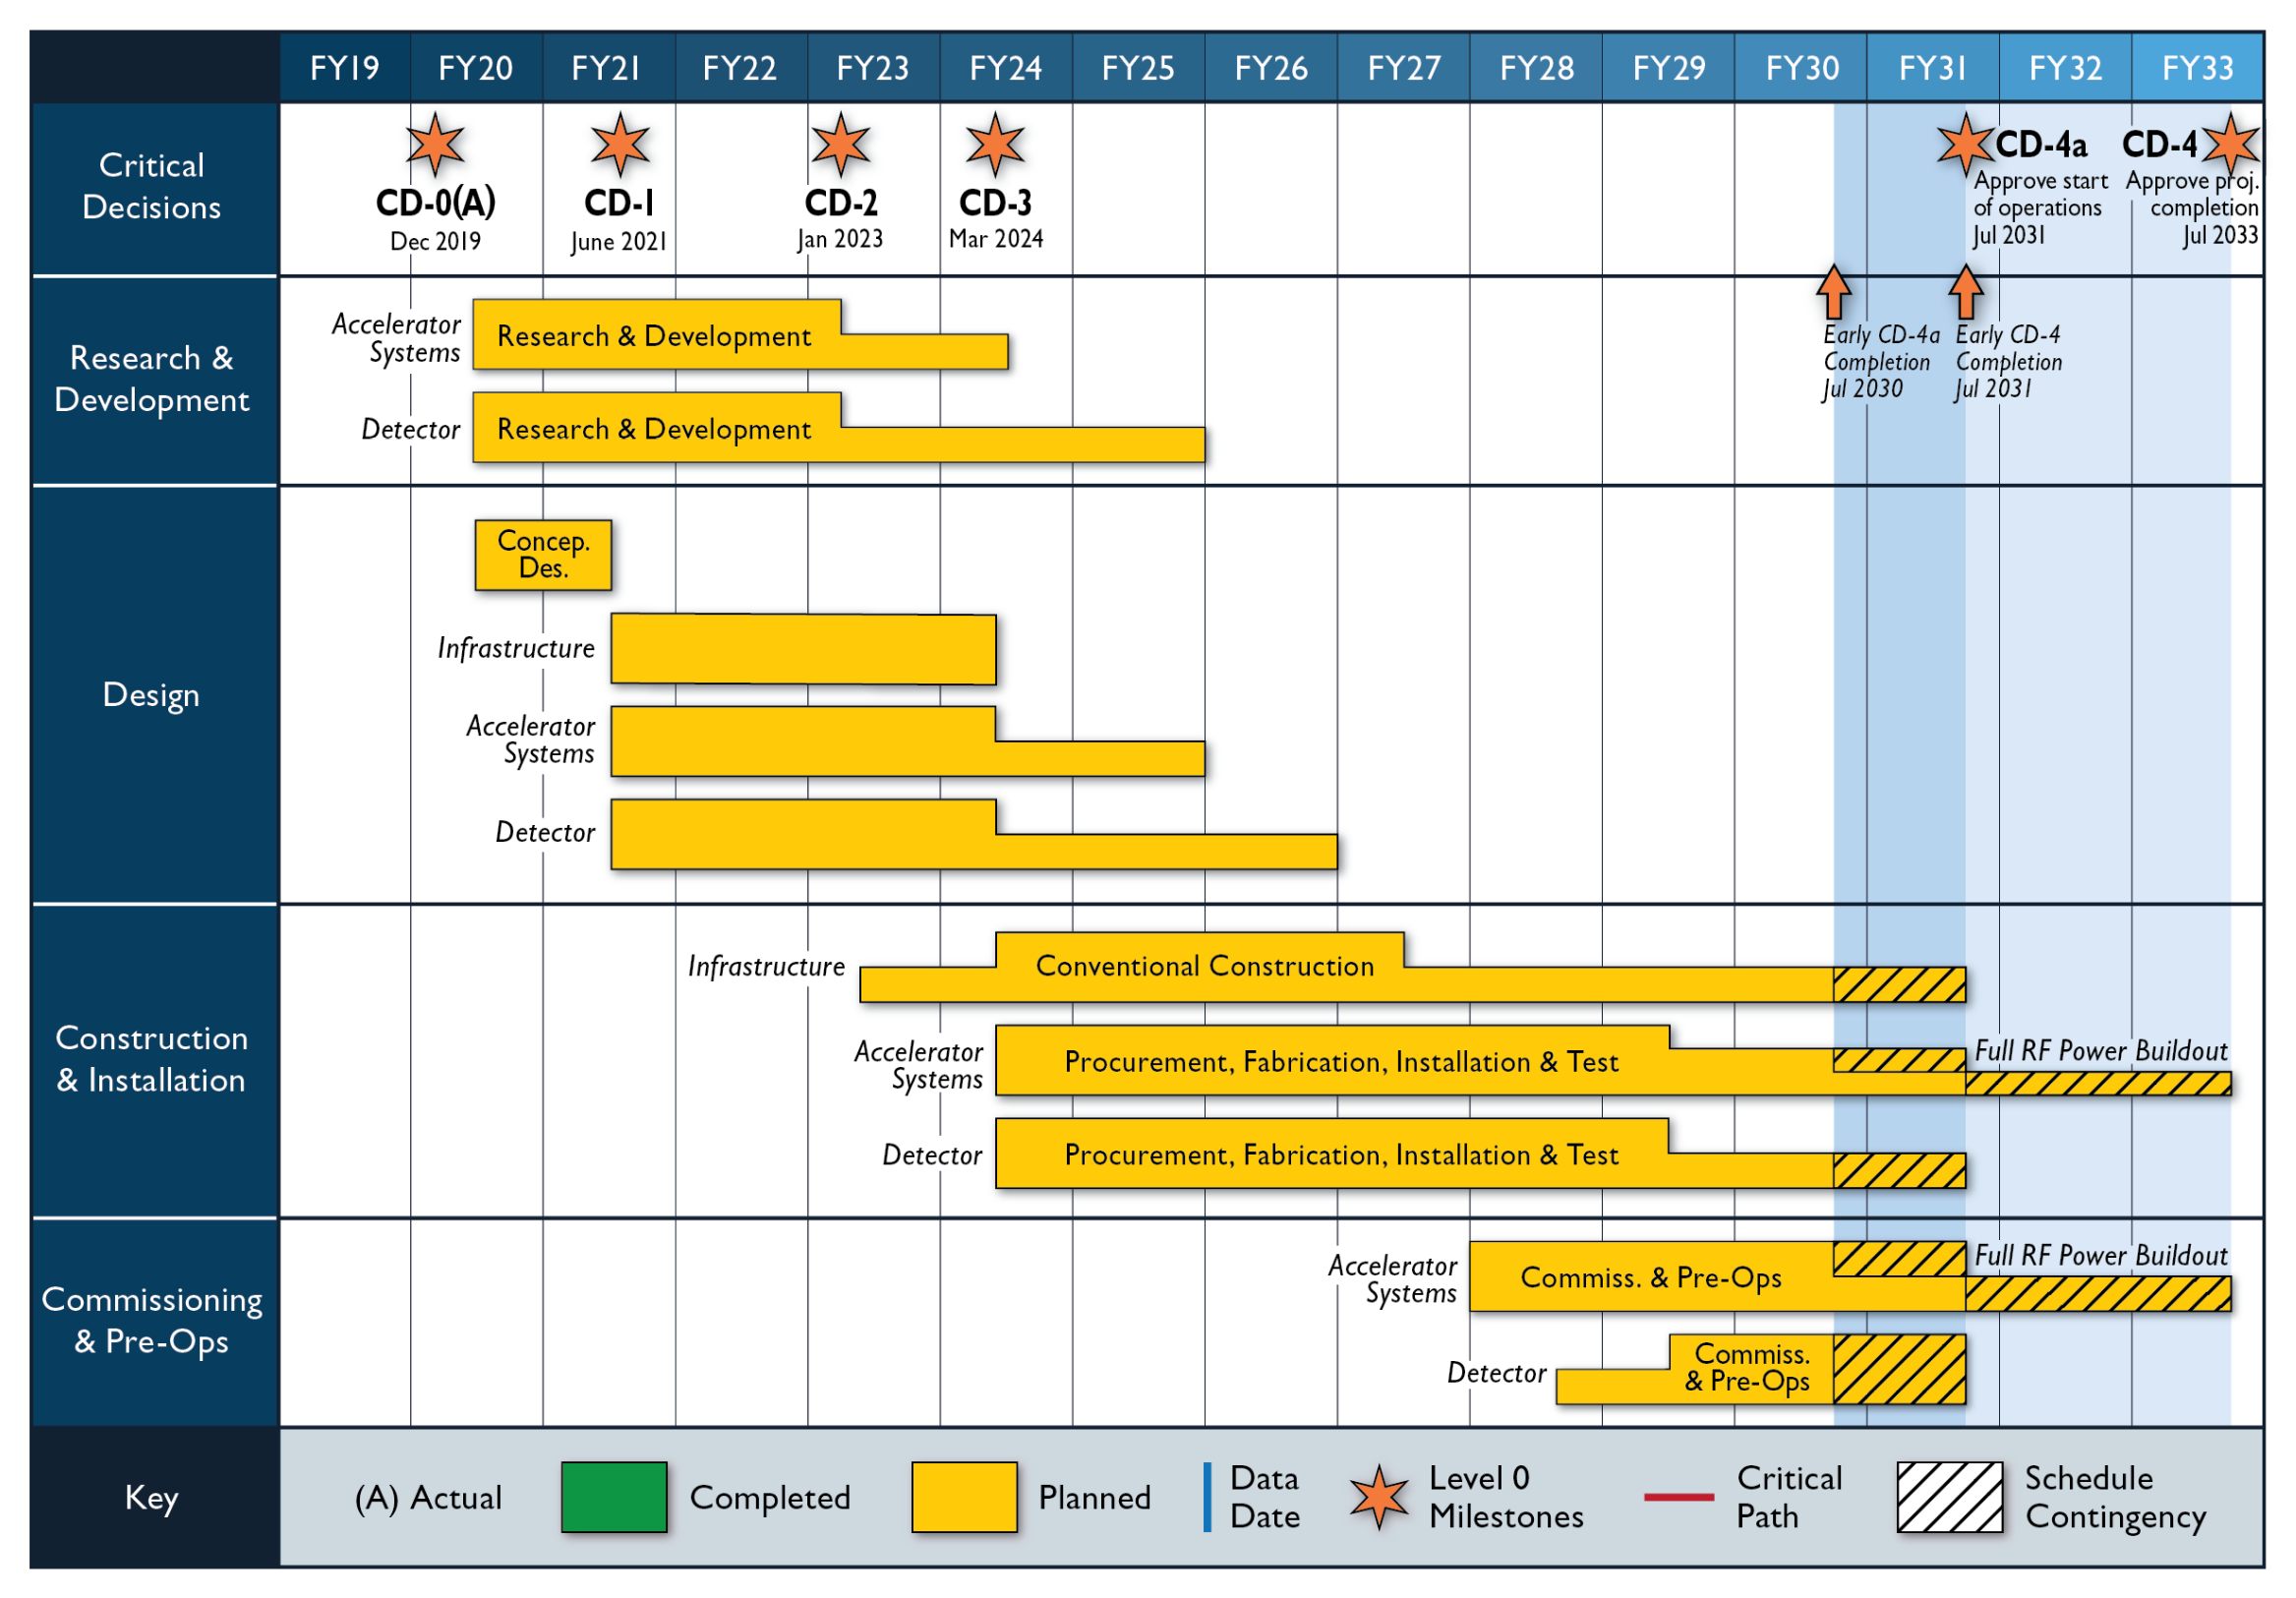 FY19 FY20 FY21 FY22 FY23 FY24 FY25 FY26 FY27 FY28 FY29 FY30 FY31 FY32 FY33
Critical
Decisions
CD-0(A)
Dec 2019
CD-1
June 2021
CD-2
Jan 2023
CD-3
Mar 2024
CD-4a
Approve start
of operations
Jul 2031
CD-4
Approve proj.
completion
Jul 2033
Research &
Development
Accelerator
Systems
Research & Development
Detector
Research & Development
Early CD-4a
Completion
Jul 2030
Early CD-4
Completion
Jul 2031
Design
Concep.
Des.
Infrastructure
Accelerator
Systems
Detector
Construction
& Installation
Infrastructure
Conventional Construction
Accelerator
Systems
Procurement, Fabrication, Installation & Test
Full RF Power Buildout
Detector
Procurement, Fabrication, Installation & Test
Commissioning
& Pre-Ops
Accelerator
Systems
Commiss. & Pre-Ops
Full RF Power Buildout
Detector
Commiss.
& Pre-Ops
Key
(A) Actual
Completed
Planned
Data
Date
Level 0
Milestones
Critical
Path
Schedule
Contingency